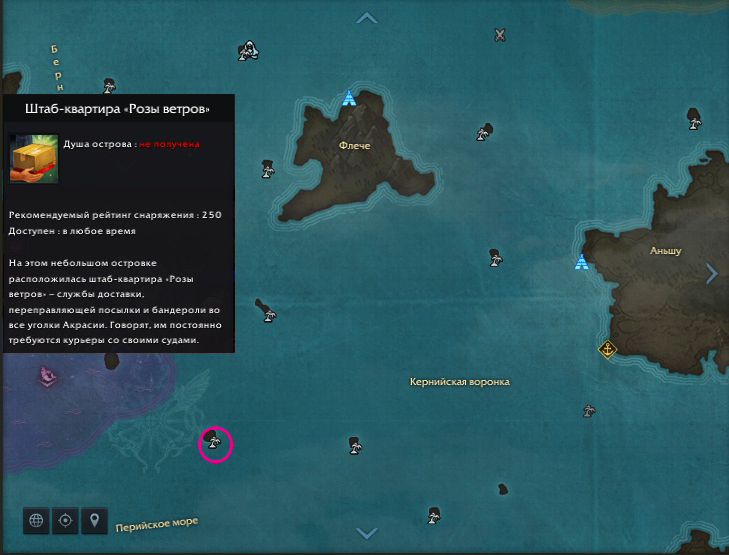 Берн
Штаб-квартира «Розы ветров»
Душа острова : не получена
Рекомендуемый рейтинг снаряжения : 250
Доступен : в любое время
На этом небольшом островке
расположилась штаб-квартира «Розы
ветров» – службы доставки,
переправляющей посылки и бандероли во
все уголки Акрасии. Говорят, им постоянно
требуются курьеры со своими судами.
Флече
Аньшу
Кернийская воронка
Перийское море